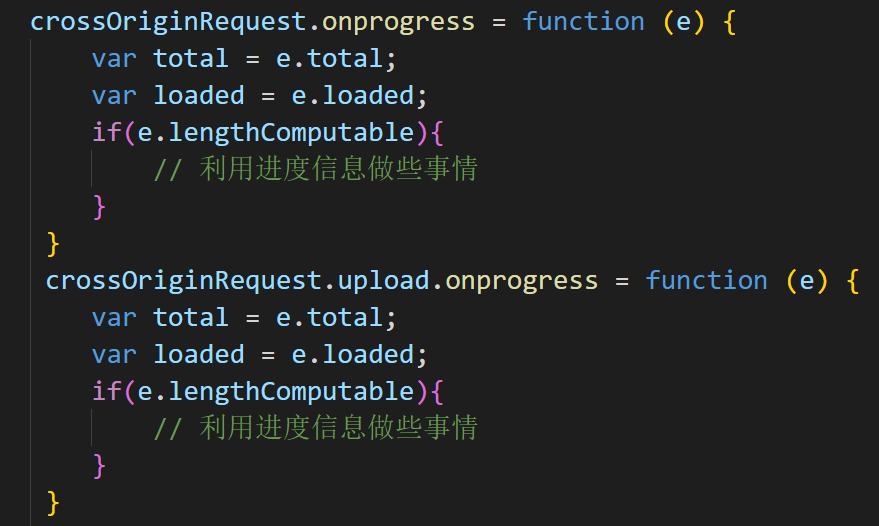 crossOriginRequest.onprogress = function (e) {
    var total = e.total;
    var loaded = e.loaded;
    if(e.lengthComputable){
        // 利用进度信息做些事情
    }
 }
 crossOriginRequest.upload.onprogress = function (e) {
    var total = e.total;
    var loaded = e.loaded;
    if(e.lengthComputable){
        // 利用进度信息做些事情
    }
 }